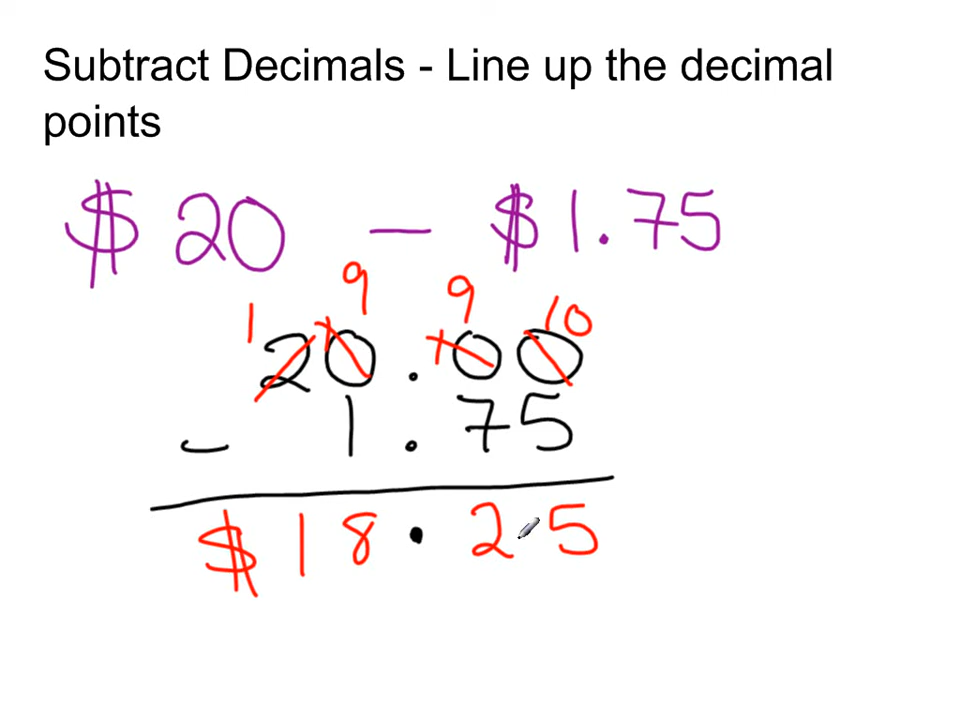 Subtract Decimals - Line up the decimal
points
$20 - $1.75
1 9 9 10
20.00
- 1.75
$18.25